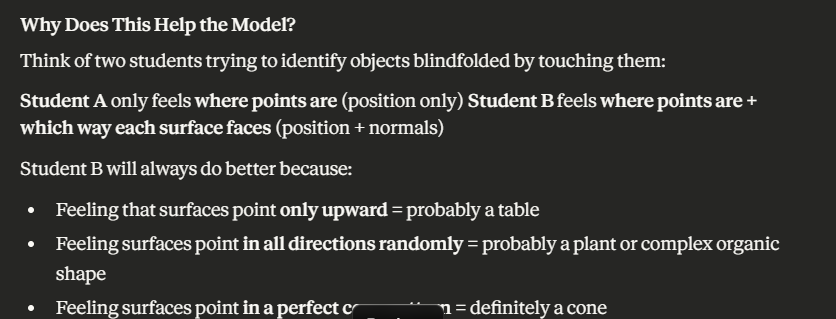 Why Does This Help the Model?
Think of two students trying to identify objects blindfolded by touching them:
Student A only feels where points are (position only) Student B feels where points are +
which way each surface faces (position + normals)
Student B will always do better because:
• Feeling that surfaces point only upward = probably a table
• Feeling surfaces point in all directions randomly = probably a plant or complex organic
shape
• Feeling surfaces point in a perfect = definitely a cone